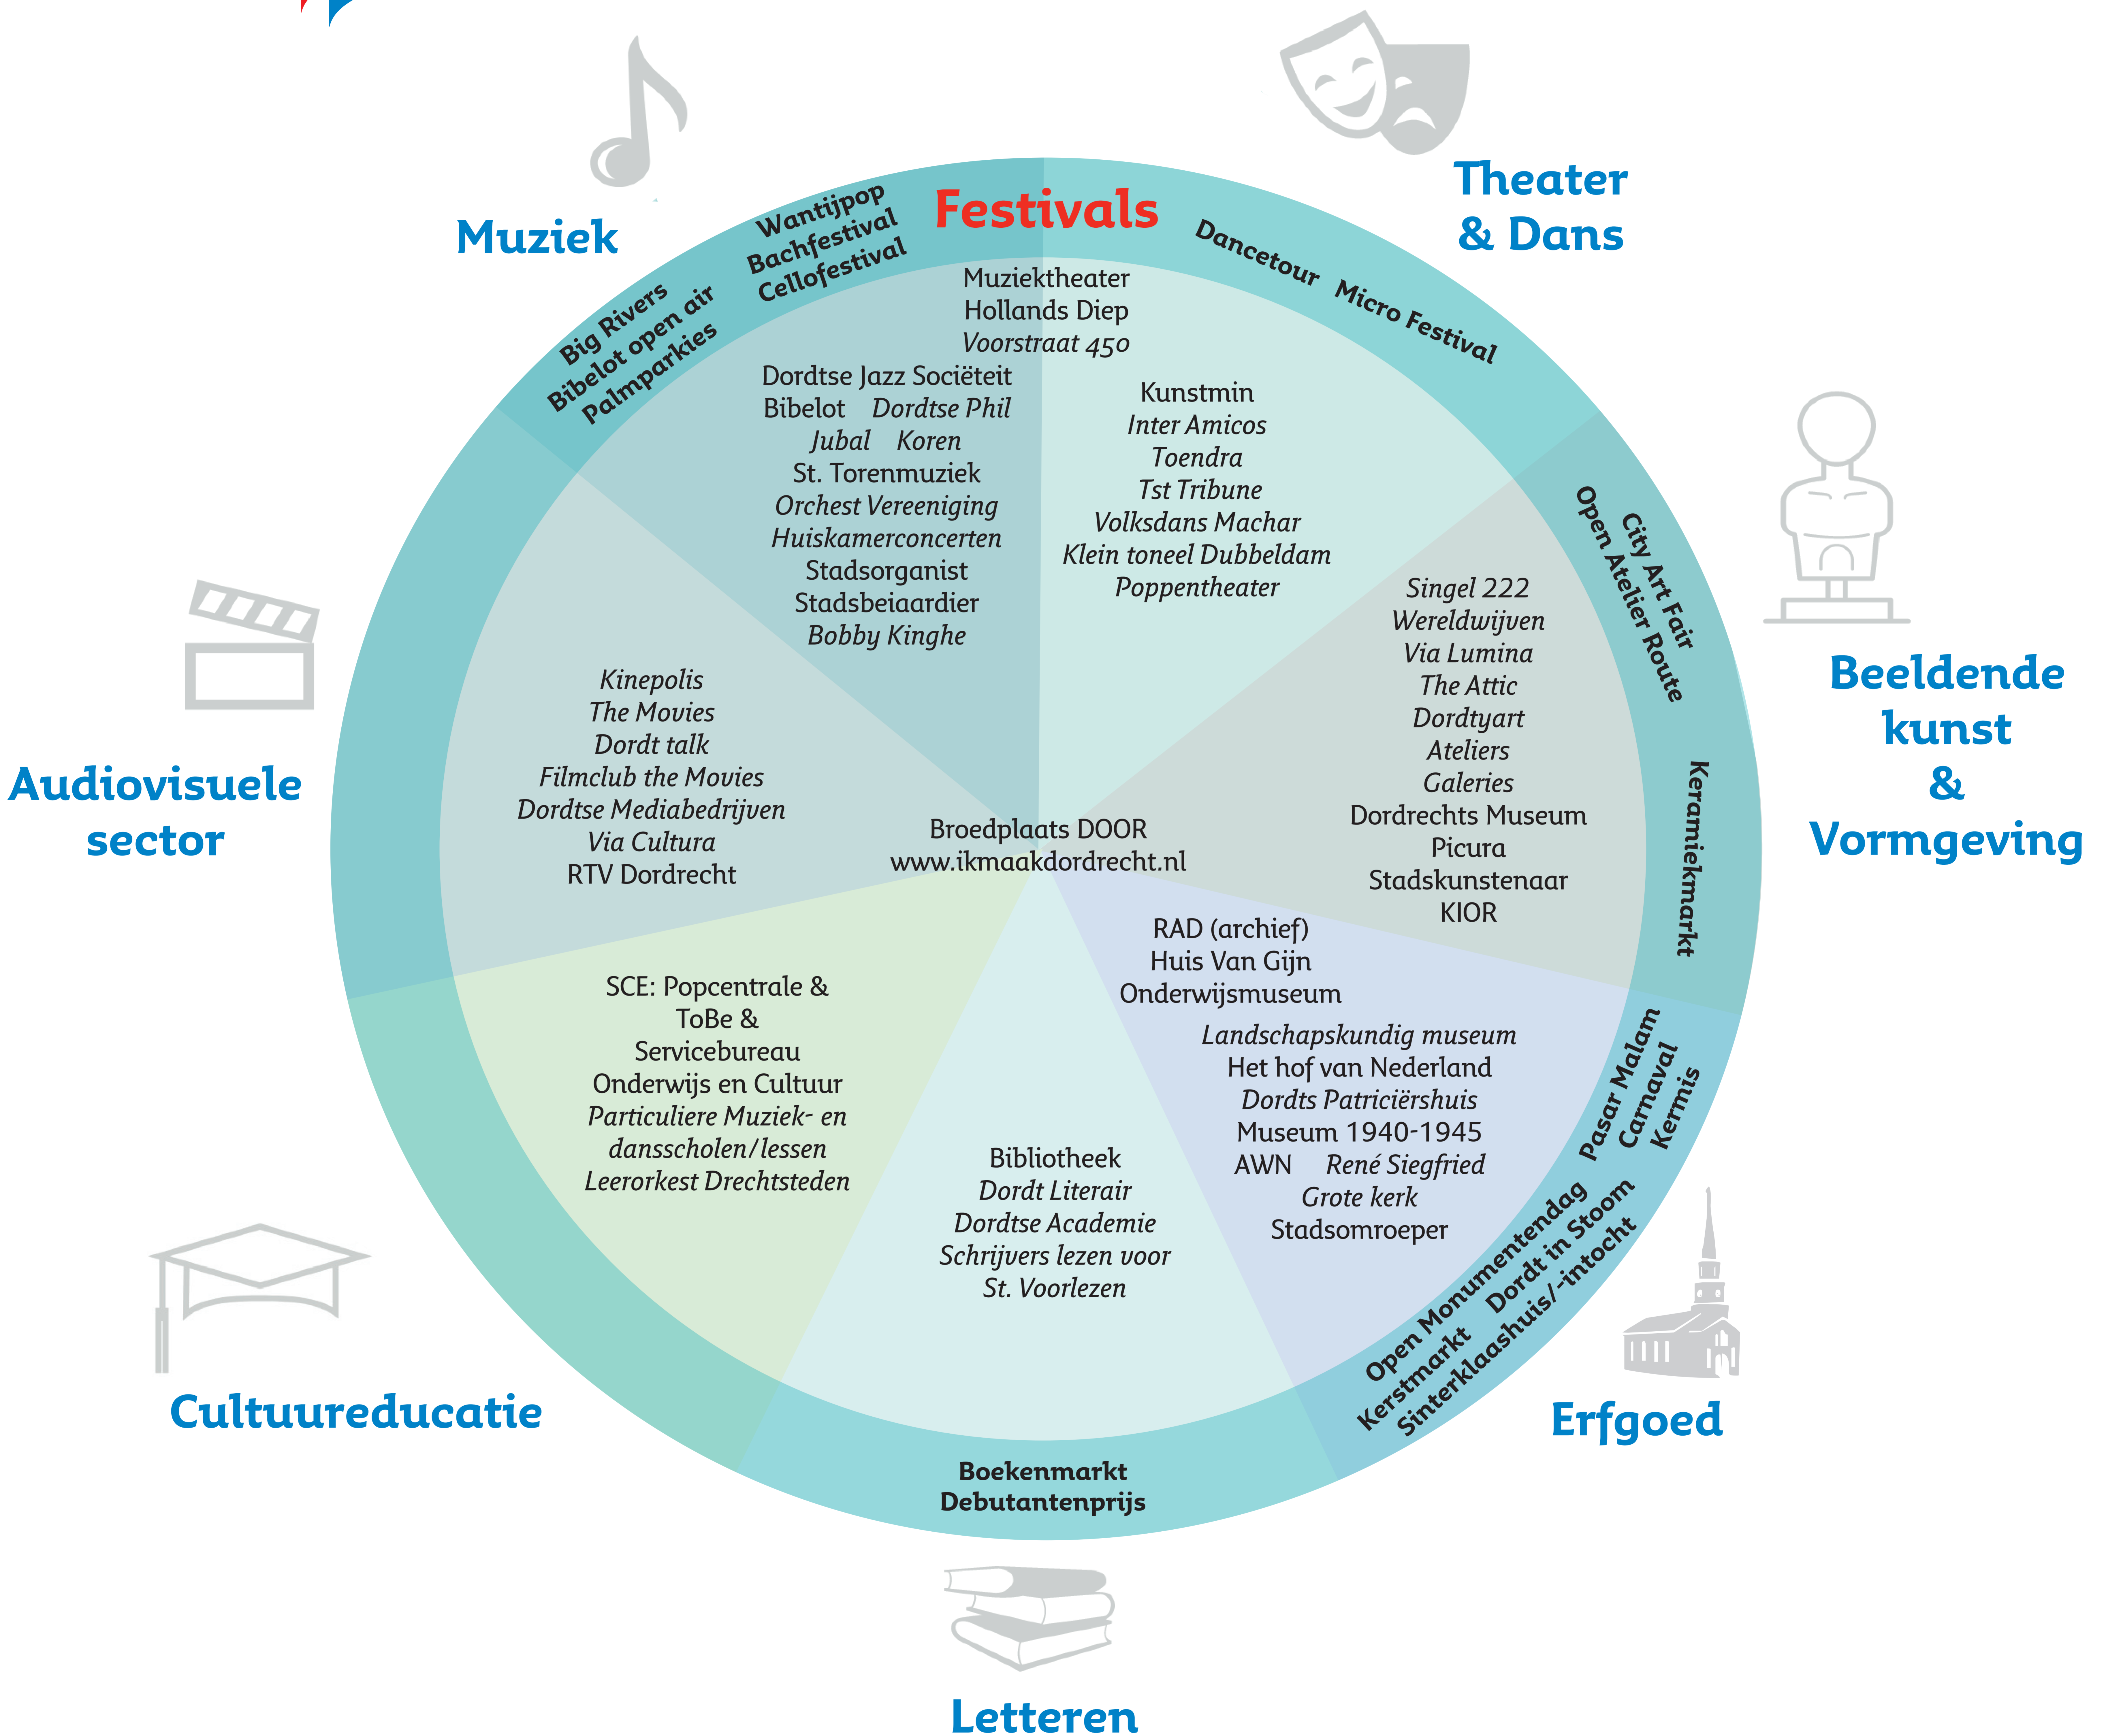 Muziek
Theater
& Dans
Festivals
Wantijpop
Bachfestival
Cellofestival
Big Rivers
Bibelot open air
Palmparkies
Dancetour Micro Festival
Muziektheater
Hollands Diep
Voorstraat 450
Dordtse Jazz Sociëteit
Bibelot Dordtse Phil
Jubal Koren
St. Torenmuziek
Orchest Vereeniging
Huiskamerconcerten
Stadsorganist
Stadsbeiaardier
Bobby Kinghe
Kunstmin
Inter Amicos
Toendra
Tst Tribune
Volksdans Machar
Klein toneel Dubbeldam
Poppentheater
City Art Fair
Open Atelier Route
Keramiekmarkt
Beeldende
kunst
&
Vormgeving
Singel 222
Wereldwijven
Via Lumina
The Attic
Dordtyart
Ateliers
Galeries
Dordrechts Museum
Picura
Stadskunstenaar
KIOR
Audiovisuele
sector
Kinepolis
The Movies
Dordt talk
Filmclub the Movies
Dordtse Mediabedrijven
Via Cultura
RTV Dordrecht
Broedplaats DOOR
www.ikmaakdordrecht.nl
RAD (archief)
Huis Van Gijn
Onderwijsmuseum
Landschapskundig museum
Het hof van Nederland
Dordts Patriciërshuis
Museum 1940-1945
AWN René Siegfried
Grote kerk
Stadsomroeper
Pasar Malam
Carnaval
Kermis
Open Monumentendag
Kerstmarkt Dordt in Stoom
Sinterklaashuis/-intocht
Erfgoed
SCE: Popcentrale &
ToBe &
Servicebureau
Onderwijs en Cultuur
Particuliere Muziek- en
dansscholen/lessen
Leerorkest Drechtsteden
Cultuureducatie
Bibliotheek
Dordt Literair
Dordtse Academie
Schrijvers lezen voor
St. Voorlezen
Boekenmarkt
Debutantenprijs
Letteren